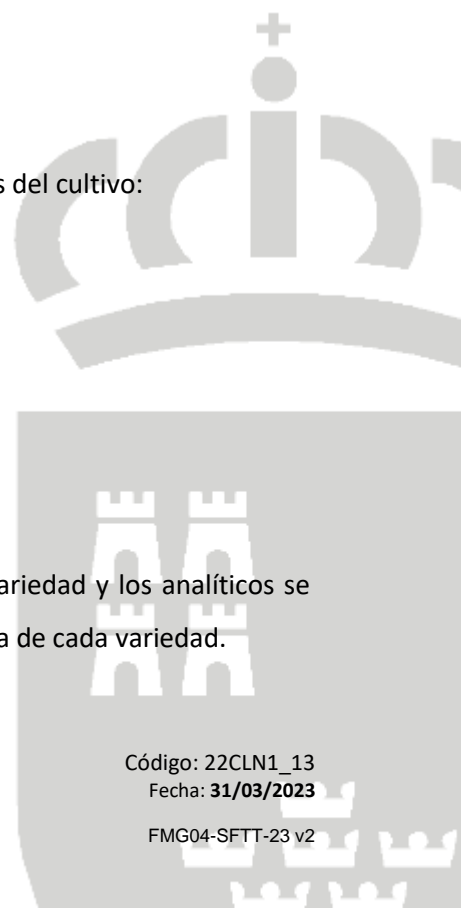 s del cultivo:
ariedad y los analíticos se
a de cada variedad.
Código: 22CLN1_13
Fecha: 31/03/2023
FMG04-SFTT-23 v2